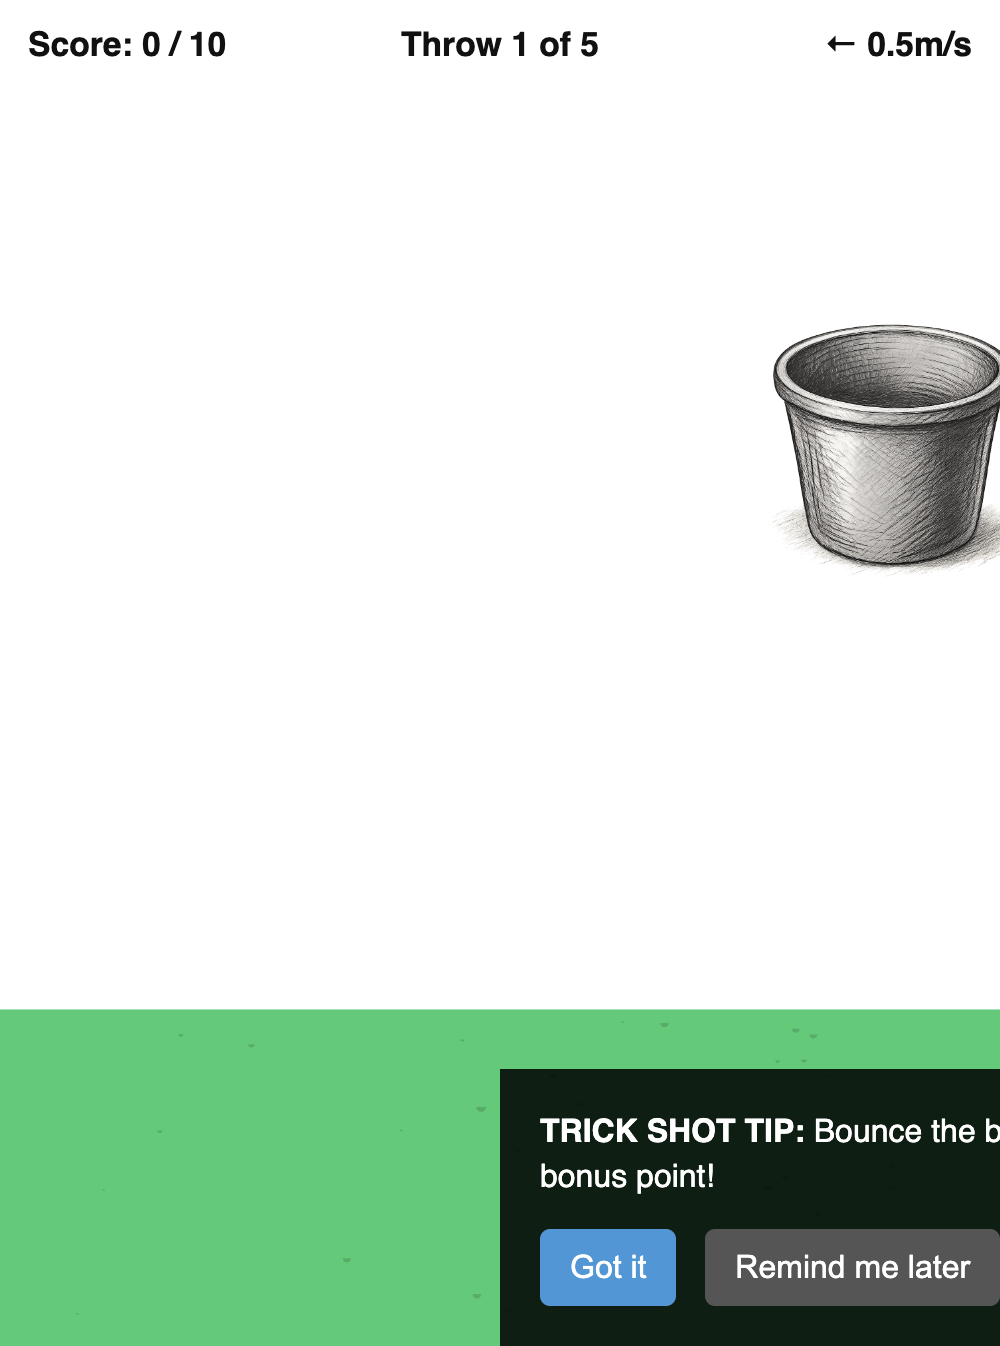 Score: 0 / 10
Throw 1 of 5
← 0.5m/s
TRICK SHOT TIP: Bounce the
bonus point!
Got it
Remind me later